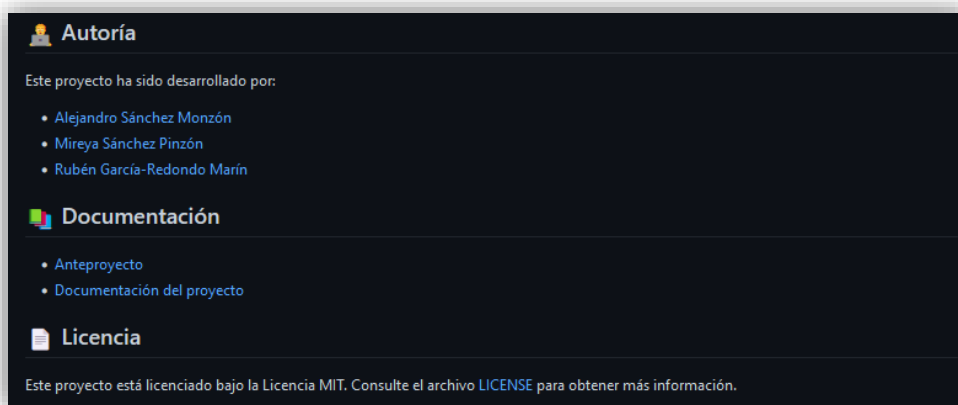 Autoría
Este proyecto ha sido desarrollado por:
Alejandro Sánchez Monzón
Mireya Sánchez Pinzón
Rubén García-Redondo Marín
Documentación
Anteproyecto
Documentación del proyecto
Licencia
Este proyecto está licenciado bajo la Licencia MIT. Consulte el archivo LICENSE para obtener más información.